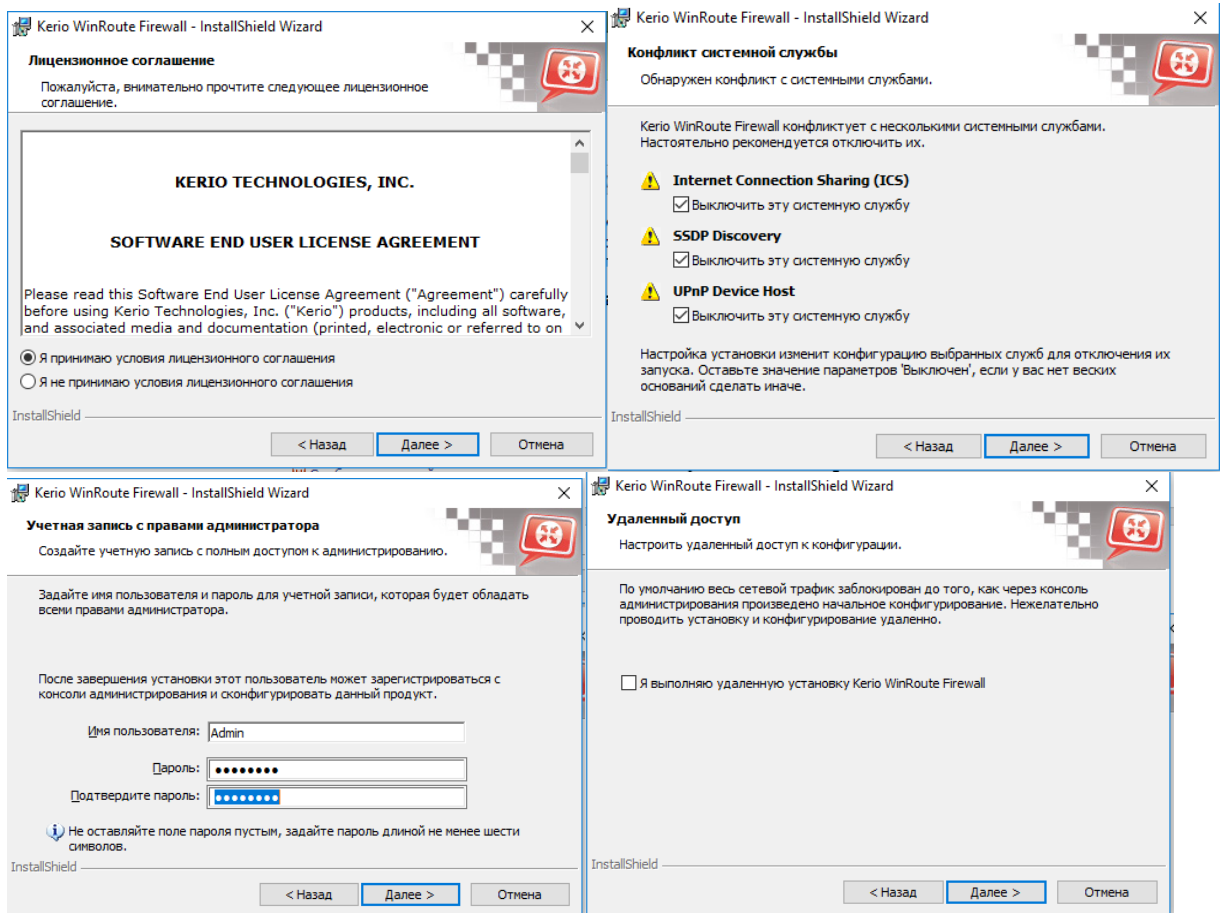 Kerio WinRoute Firewall - InstallShield Wizard
Лицензионное соглашение
Пожалуйста, внимательно прочтите следующее лицензионное
соглашение.
KERIO TECHNOLOGIES, INC.
SOFTWARE END USER LICENSE AGREEMENT
Please read this Software End User License Agreement ("Agreement") carefully
before using Kerio Technologies, Inc. ("Kerio") products, including all software,
and associated media and documentation (printed, electronic or referred to on
Я принимаю условия лицензионного соглашения
Я не принимаю условия лицензионного соглашения
InstallShield
< Назад
Далее >
Отмена
Kerio WinRoute Firewall - InstallShield Wizard
Конфликт системной службы
Обнаружен конфликт с системными службами.
Kerio WinRoute Firewall конфликтует с несколькими системными службами.
Настоятельно рекомендуется отключить их.
Internet Connection Sharing (ICS)
Выключить эту системную службу
SSDP Discovery
Выключить эту системную службу
UPnP Device Host
Выключить эту системную службу
Настройка установки изменит конфигурацию выбранных служб для отключения их
запуска. Оставьте значение параметров 'Выключен', если у вас нет веских
оснований сделать иначе.
InstallShield
< Назад
Далее >
Отмена
Kerio WinRoute Firewall - InstallShield Wizard
Учетная запись с правами администратора
Создайте учетную запись с полным доступом к администрированию.
Задайте имя пользователя и пароль для учетной записи, которая будет обладать
всеми правами администратора.
После завершения установки этот пользователь может зарегистрироваться с
консоли администрирования и сконфигурировать данный продукт.
Имя пользователя: Admin
Пароль: ••••••••
Подтвердите пароль: ••••••••
Не оставляйте поле пароля пустым, задайте пароль длиной не менее шести
символов.
InstallShield
< Назад
Далее >
Отмена
Kerio WinRoute Firewall - InstallShield Wizard
Удаленный доступ
Настроить удаленный доступ к конфигурации.
По умолчанию весь сетевой трафик заблокирован до того, как через консоль
администрирования произведено начальное конфигурирование. Нежелательно
проводить установку и конфигурирование удаленно.
Я выполняю удаленную установку Kerio WinRoute Firewall
InstallShield
< Назад
Далее >
Отмена